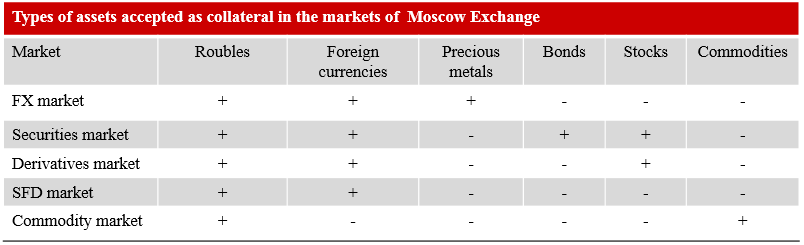 Types of assets accepted as collateral in the markets of Moscow Exchange
Market Roubles Foreign currencies Precious metals Bonds Stocks Commodities
FX market + + + - - -
Securities market + + - + + -
Derivatives market + + - - + -
SFD market + + - - - -
Commodity market + - - - - +